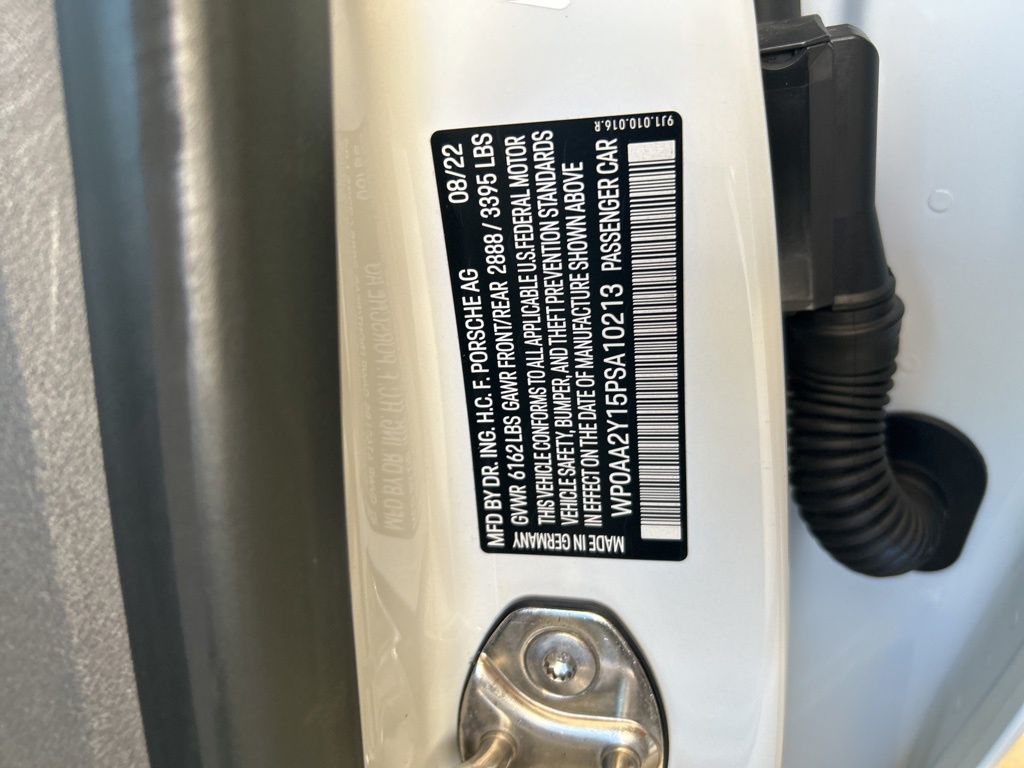 9J1.010.016.R
MFD BY DR. ING. H.C. F. PORSCHE AG 08/22
GVWR 6162 LBS GAWR FRONT/REAR 2888 / 3395 LBS
THIS VEHICLE CONFORMS TO ALL APPLICABLE U.S. FEDERAL MOTOR
VEHICLE SAFETY, BUMPER, AND THEFT PREVENTION STANDARDS
IN EFFECT ON THE DATE OF MANUFACTURE SHOWN ABOVE
WP0AA2Y15PSA10213 PASSENGER CAR
MADE IN GERMANY